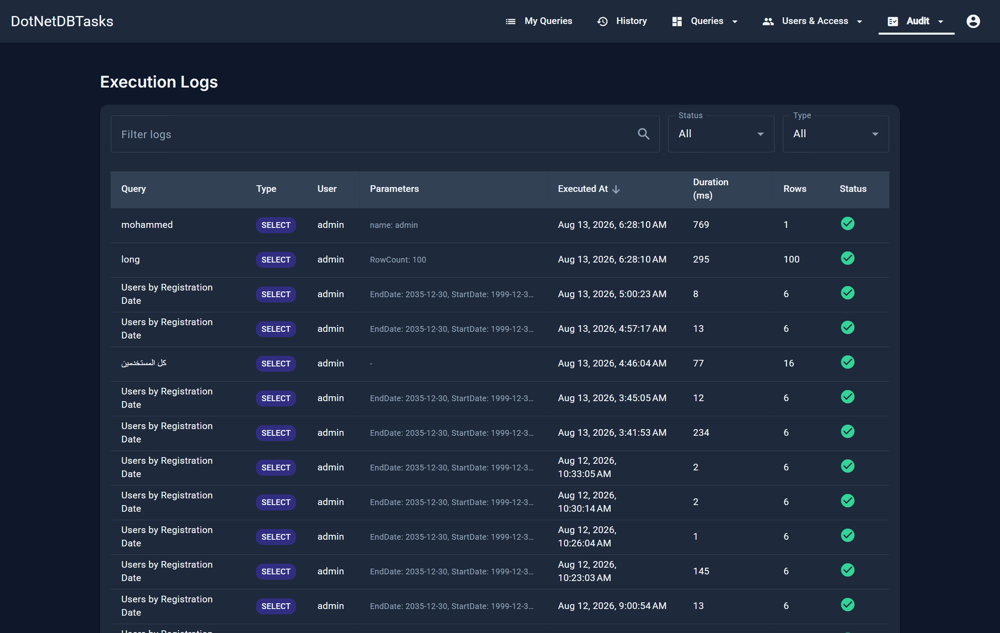 DotNetDBTasks
My Queries
History
Queries
Users & Access
Audit
Execution Logs
Filter logs
Status
All
Type
All
Query
Type
User
Parameters
Executed At
Duration
(ms)
Rows
Status
mohammed
SELECT
admin
name: admin
Aug 13, 2026, 6:28:10 AM
769
1
long
SELECT
admin
RowCount: 100
Aug 13, 2026, 6:28:10 AM
295
100
Users by Registration
Date
SELECT
admin
EndDate: 2035-12-30, StartDate: 1999-12-3...
Aug 13, 2026, 5:00:23 AM
8
6
Users by Registration
Date
SELECT
admin
EndDate: 2035-12-30, StartDate: 1999-12-3...
Aug 13, 2026, 4:57:17 AM
13
6
كل المستخدمين
SELECT
admin
-
Aug 13, 2026, 4:46:04 AM
77
16
Users by Registration
Date
SELECT
admin
EndDate: 2035-12-30, StartDate: 1999-12-3...
Aug 13, 2026, 3:45:05 AM
12
6
Users by Registration
Date
SELECT
admin
EndDate: 2035-12-30, StartDate: 1999-12-3...
Aug 13, 2026, 3:41:53 AM
234
6
Users by Registration
Date
SELECT
admin
EndDate: 2035-12-30, StartDate: 1999-12-3...
Aug 12, 2026,
10:33:05 AM
2
6
Users by Registration
Date
SELECT
admin
EndDate: 2035-12-30, StartDate: 1999-12-3...
Aug 12, 2026,
10:30:14 AM
2
6
Users by Registration
Date
SELECT
admin
EndDate: 2035-12-30, StartDate: 1999-12-3...
Aug 12, 2026,
10:26:04 AM
1
6
Users by Registration
Date
SELECT
admin
EndDate: 2035-12-30, StartDate: 1999-12-3...
Aug 12, 2026,
10:23:03 AM
145
6
Users by Registration
Date
SELECT
admin
EndDate: 2035-12-30, StartDate: 1999-12-3...
Aug 12, 2026, 9:00:54 AM
13
6
Users by Registration